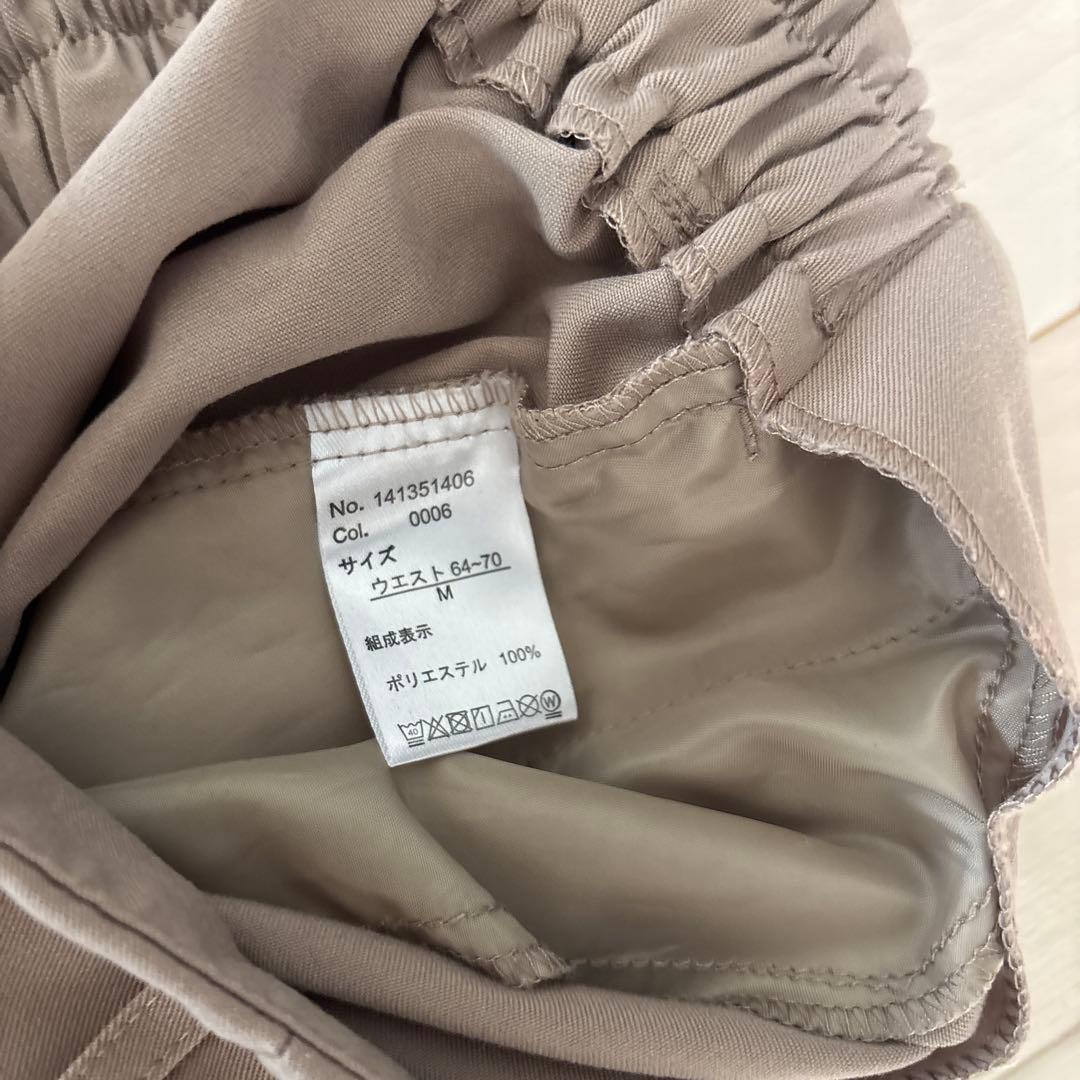 No. 141351406
Col. 0006
サイズ
ウエスト 64~70
M
組成表示
ポリエステル 100%
40 W